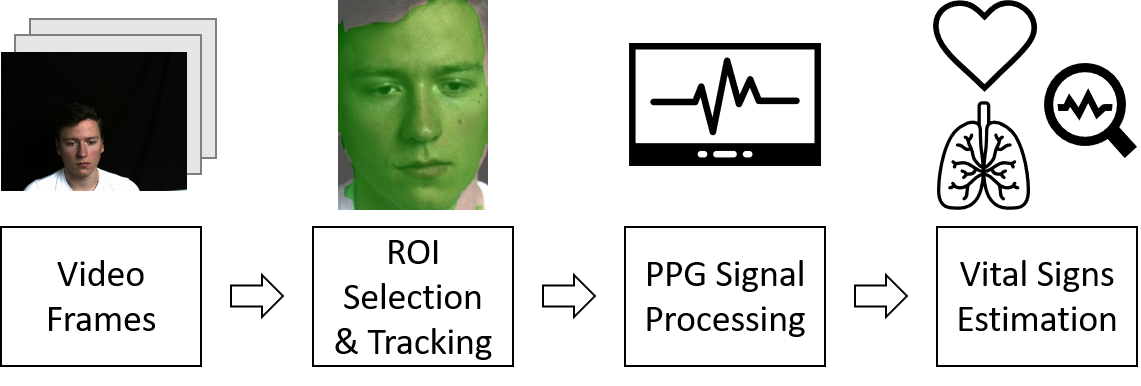 Video
Frames
ROI
Selection
& Tracking
PPG Signal
Processing
Vital Signs
Estimation